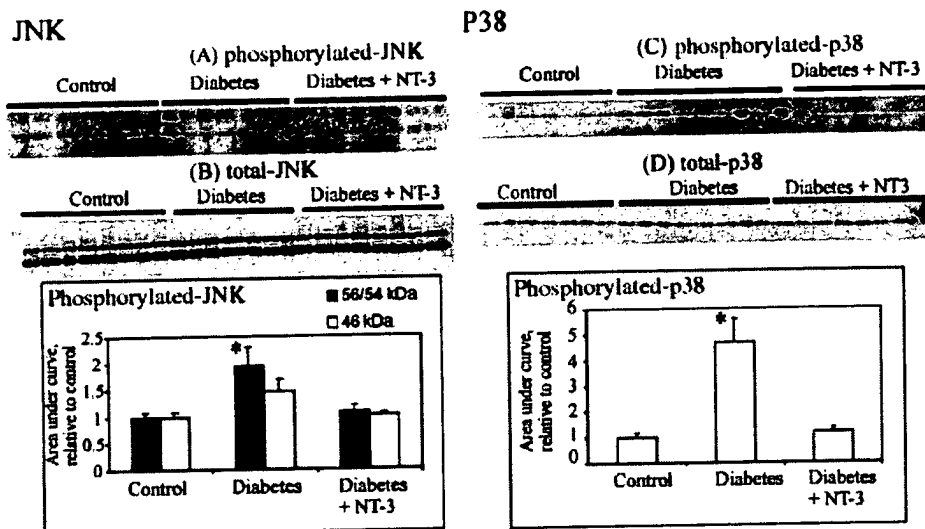 JNK
(A) phosphorylated-JNK
Control Diabetes Diabetes + NT-3
(B) total-JNK
Control Diabetes Diabetes + NT-3
Phosphorylated-JNK
56/54 kDa
46 kDa
Area under curve,
relative to control
2.5
2
1.5
1
0.5
0
*
Control Diabetes Diabetes
+ NT-3
P38
(C) phosphorylated-p38
Control Diabetes Diabetes + NT-3
(D) total-p38
Control Diabetes Diabetes + NT3
Phosphorylated-p38
Area under curve,
relative to control
6
5
4
3
2
1
0
*
Control Diabetes Diabetes
+ NT-3